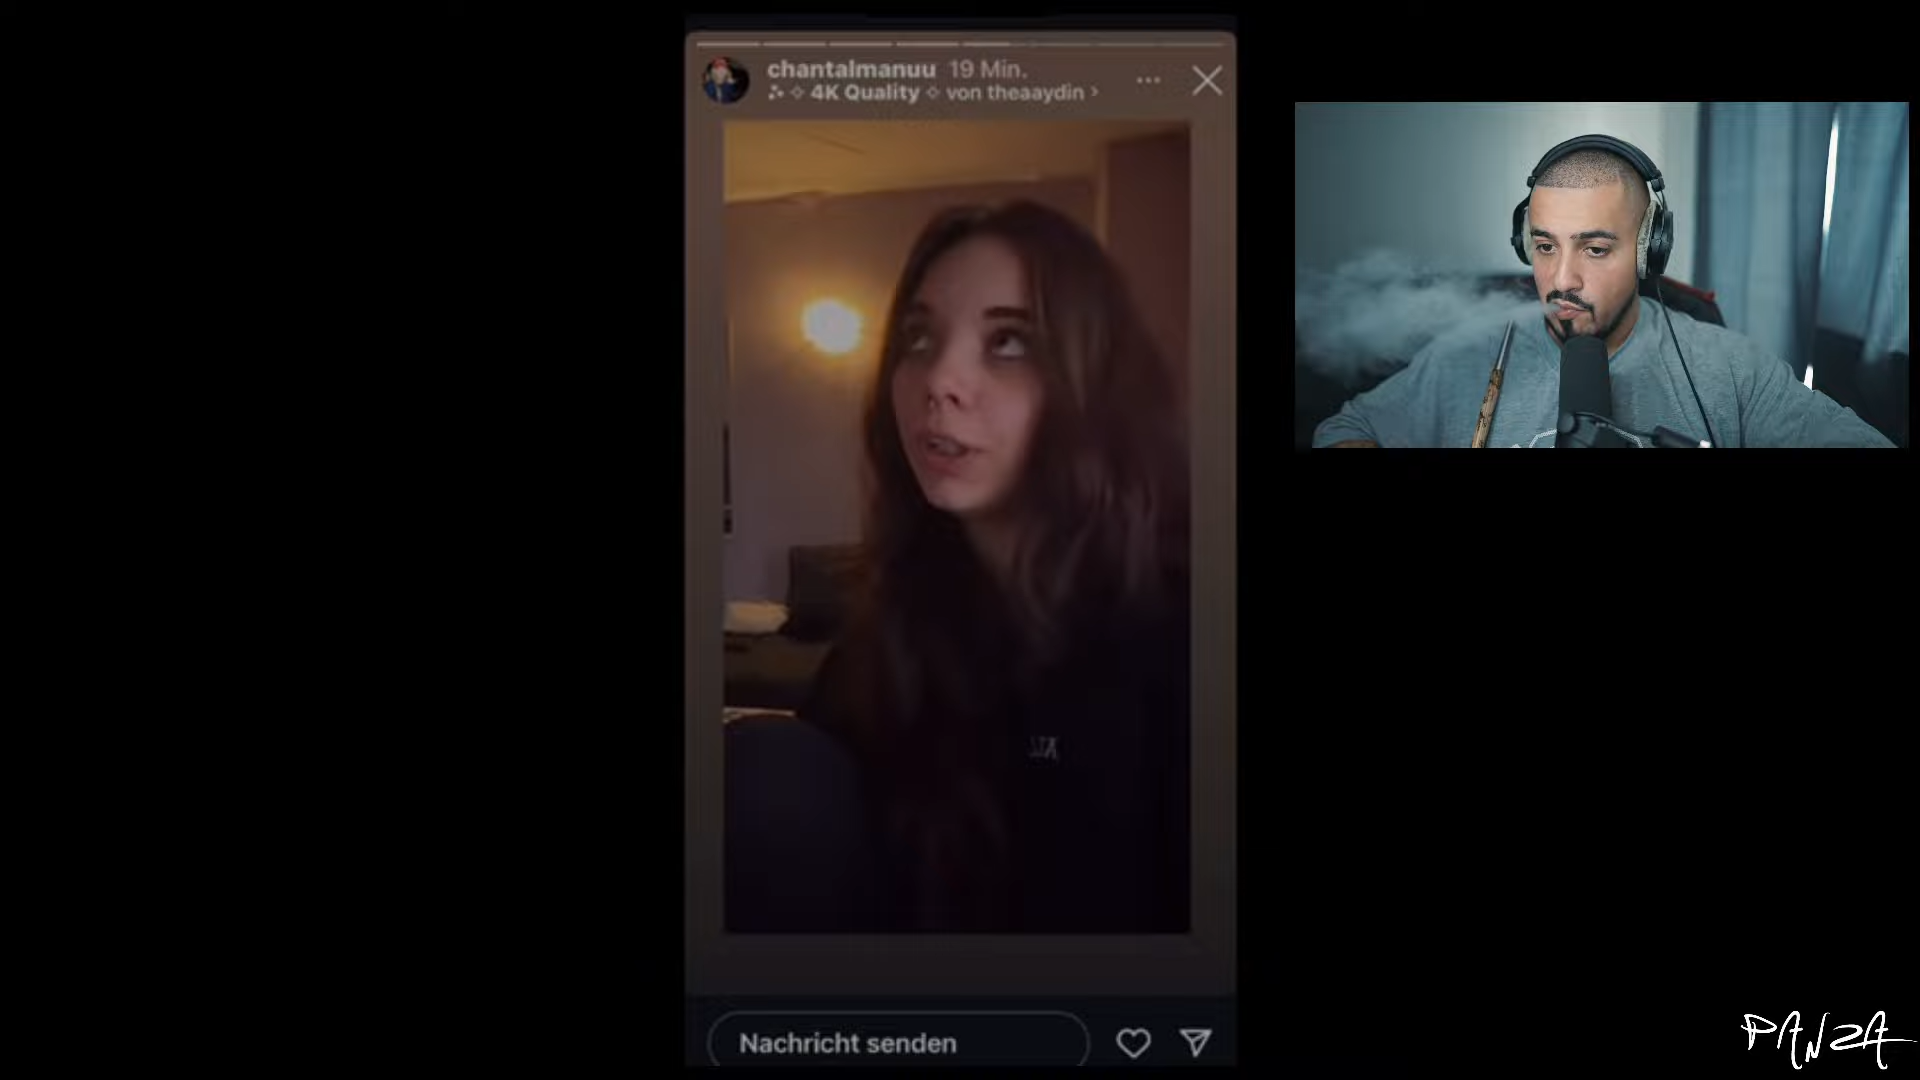 chantalmanuu 19 Min.
4K Quality ✧ von theaaydin >
Nachricht senden
PANZA